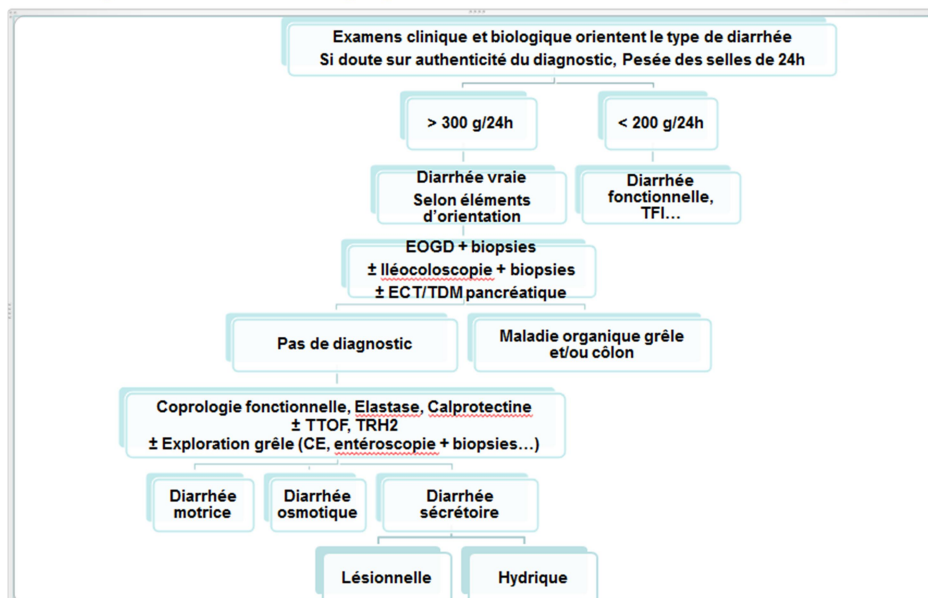 Examens clinique et biologique orientent le type de diarrhée
Si doute sur authenticité du diagnostic, Pesée des selles de 24h
> 300 g/24h
< 200 g/24h
Diarrhée vraie
Selon éléments
d'orientation
Diarrhée
fonctionnelle,
TFI...
EOGD + biopsies
± Iléocoloscopie + biopsies
± ECT/TDM pancréatique
Pas de diagnostic
Maladie organique grêle
et/ou côlon
Coprologie fonctionnelle, Elastase, Calprotectine
± TTOF, TRH2
± Exploration grêle (CE, entéroscopie + biopsies...)
Diarrhée
motrice
Diarrhée
osmotique
Diarrhée
sécrétoire
Lésionnelle
Hydrique